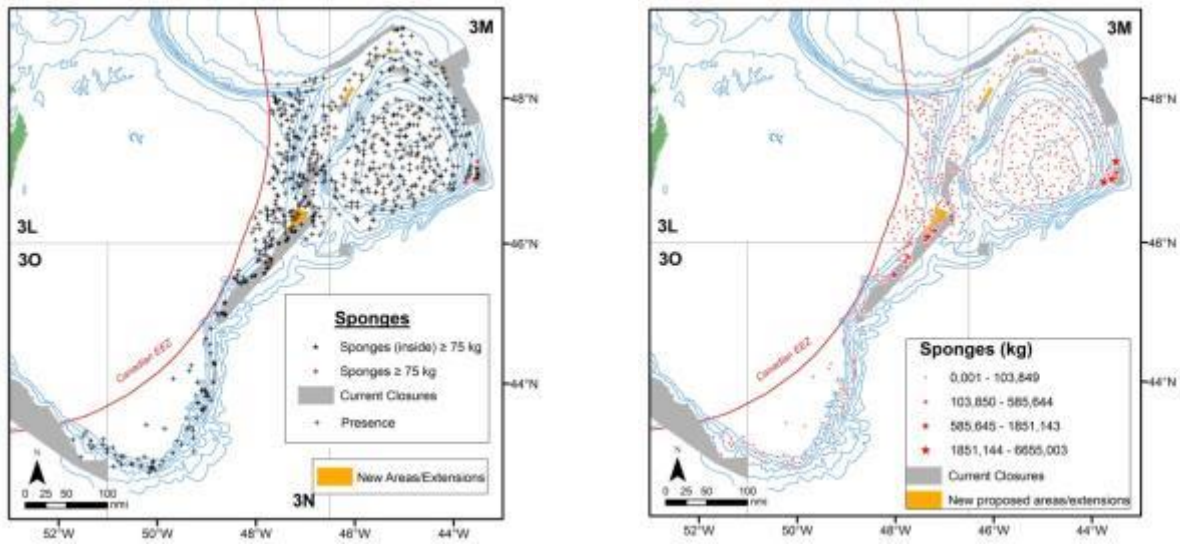 3M
48°N
3L
46°N
3O
Canadian EEZ
Sponges
Sponges (inside) ≥ 75 kg
Sponges ≥ 75 kg
Current Closures
Presence
44°N
N
New Areas/Extensions
0 25 50 100
nmi
3N
52°W 50°W 48°W 46°W 44°W
3M
48°N
3L
46°N
3O
Canadian EEZ
Sponges (kg)
0,001 - 103,849
103,850 - 585,644
585,645 - 1851,143
1851,144 - 6655,003
Current Closures
New proposed areas/extensions
44°N
N
0 25 50 100
nmi
52°W 50°W 48°W 46°W 44°W